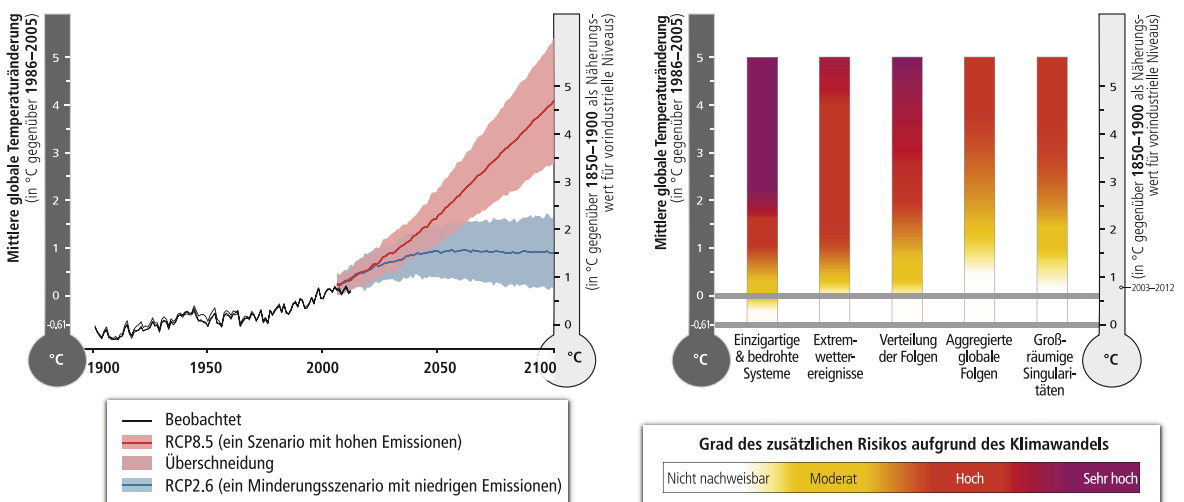 Mittlere globale Temperaturänderung
(in °C gegenüber 1986–2005)
5
4
3
2
1
0
-0,61
°C
(in °C gegenüber 1850–1900 als Näherungs-
wert für vorindustrielle Niveaus)
5
4
3
2
1
0
°C
1900
1950
2000
2050
2100
Beobachtet
RCP8.5 (ein Szenario mit hohen Emissionen)
Überschneidung
RCP2.6 (ein Minderungsszenario mit niedrigen Emissionen)
Mittlere globale Temperaturänderung
(in °C gegenüber 1986–2005)
5
4
3
2
1
0
-0,61
°C
(in °C gegenüber 1850–1900 als Näherungs-
wert für vorindustrielle Niveaus)
5
4
3
2
1
0
2003–2012
°C
Einzigartige
& bedrohte
Systeme
Extrem-
wetter-
ereignisse
Verteilung
der Folgen
Aggregierte
globale
Folgen
Groß-
räumige
Singulari-
täten
Grad des zusätzlichen Risikos aufgrund des Klimawandels
Nicht nachweisbar Moderat Hoch Sehr hoch